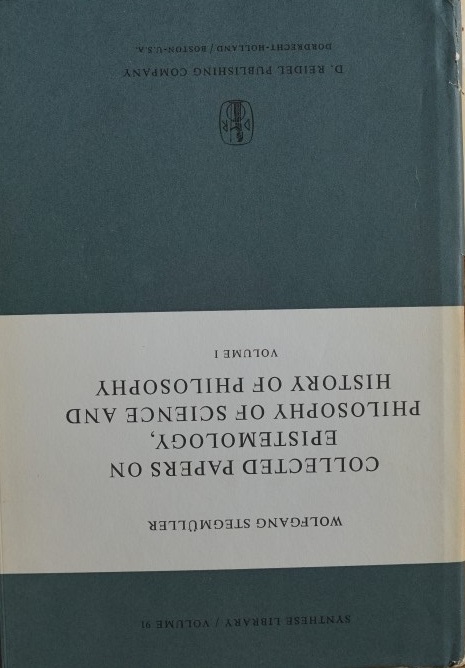 SYNTHESE LIBRARY / VOLUME 91
WOLFGANG STEGMÜLLER
COLLECTED PAPERS ON
EPISTEMOLOGY,
PHILOSOPHY OF SCIENCE AND
HISTORY OF PHILOSOPHY
VOLUME I
D. REIDEL PUBLISHING COMPANY
DORDRECHT-HOLLAND / BOSTON-U.S.A.